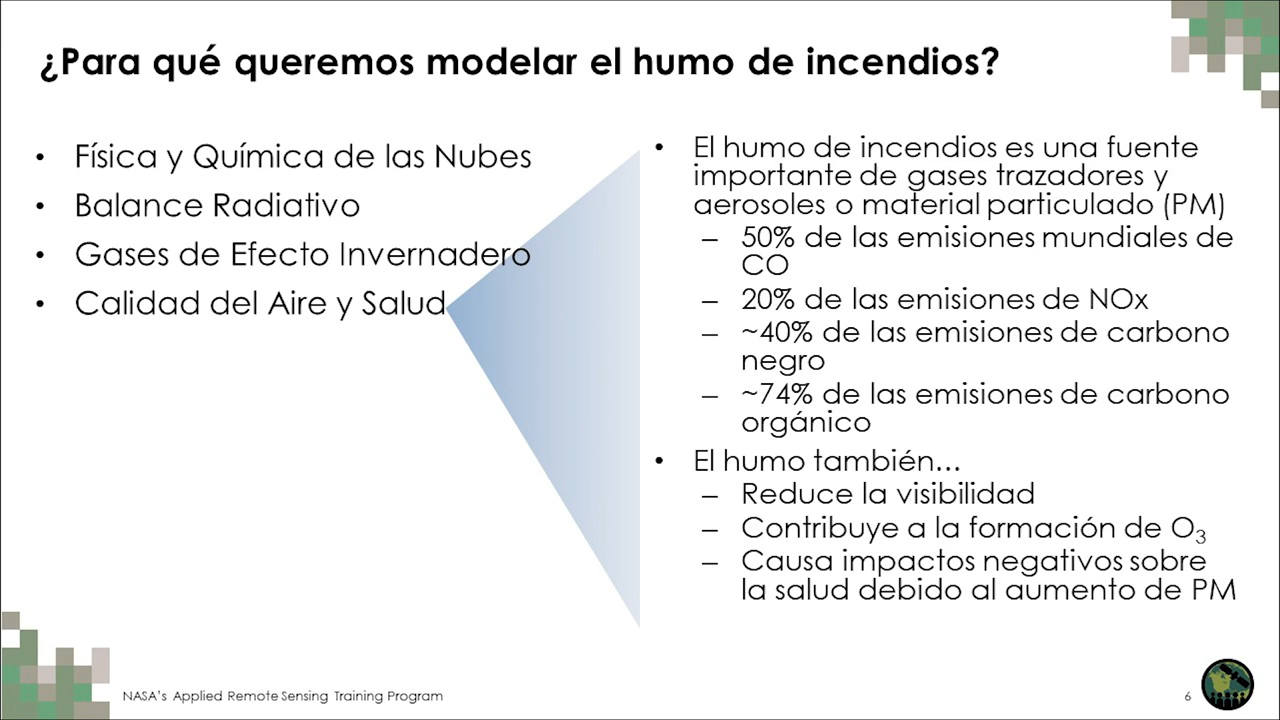 ¿Para qué queremos modelar el humo de incendios?
• Física y Química de las Nubes
• Balance Radiativo
• Gases de Efecto Invernadero
• Calidad del Aire y Salud
• El humo de incendios es una fuente
importante de gases trazadores y
aerosoles o material particulado (PM)
– 50% de las emisiones mundiales de
CO
– 20% de las emisiones de NOx
– ~40% de las emisiones de carbono
negro
– ~74% de las emisiones de carbono
orgánico
• El humo también…
– Reduce la visibilidad
– Contribuye a la formación de O₃
– Causa impactos negativos sobre
la salud debido al aumento de PM
NASA's Applied Remote Sensing Training Program
6